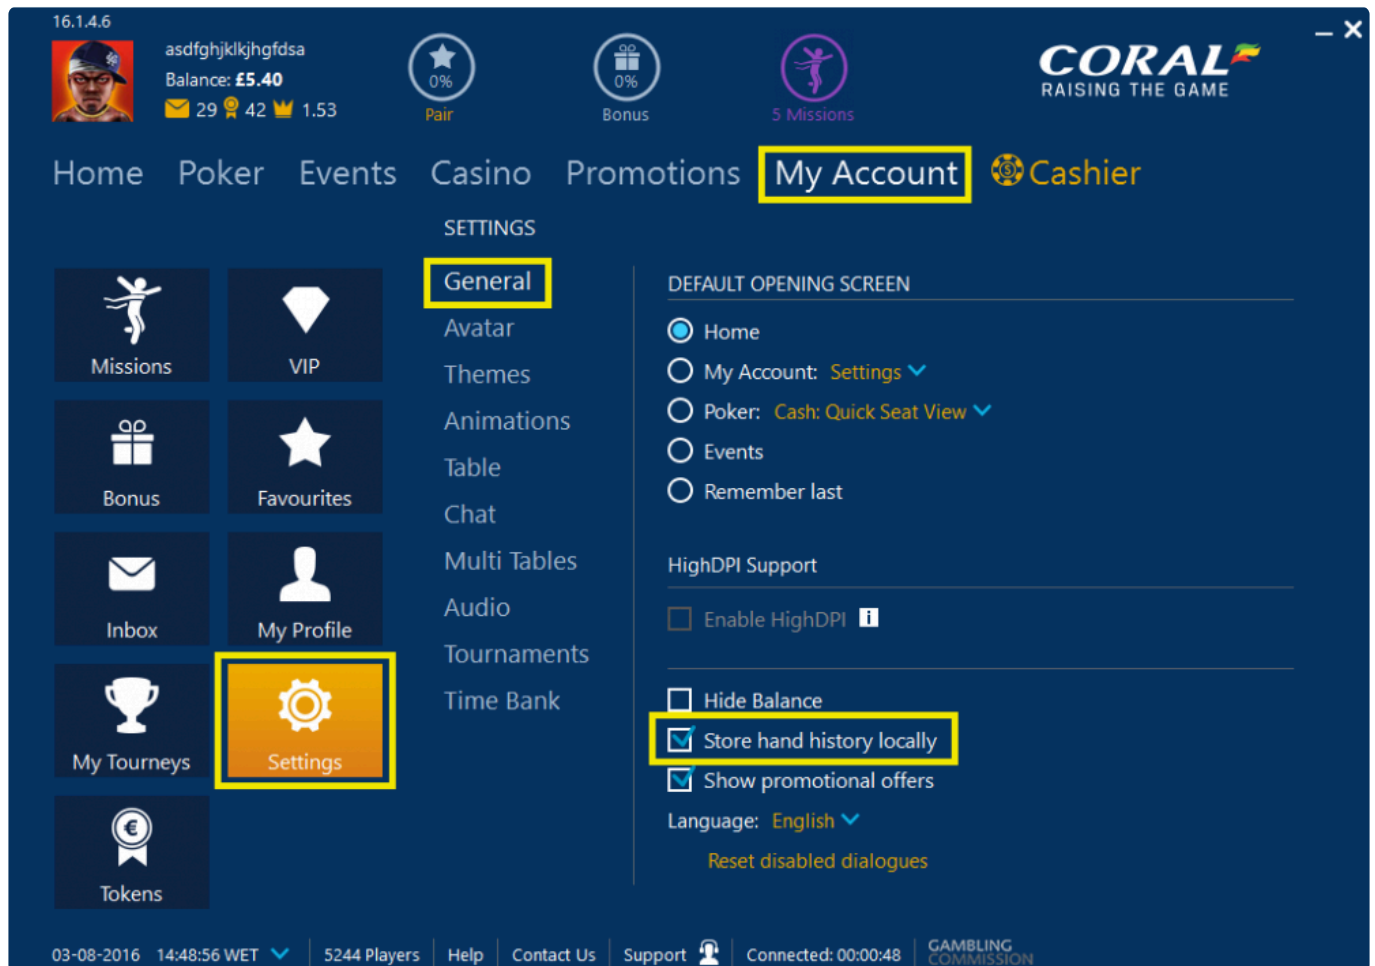 16.1.4.6
asdfghjklkjhgfdsa
Balance: £5.40
29 42 1.53
0%
Pair
0%
Bonus
5 Missions
CORAL
RAISING THE GAME
Home Poker Events Casino Promotions My Account Cashier
SETTINGS
Missions
VIP
Bonus
Favourites
Inbox
My Profile
My Tourneys
Settings
€
Tokens
General
Avatar
Themes
Animations
Table
Chat
Multi Tables
Audio
Tournaments
Time Bank
DEFAULT OPENING SCREEN
Home
My Account: Settings
Poker: Cash: Quick Seat View
Events
Remember last
HighDPI Support
Enable HighDPI i
Hide Balance
Store hand history locally
Show promotional offers
Language: English
Reset disabled dialogues
03-08-2016 14:48:56 WET 5244 Players Help Contact Us Support Connected: 00:00:48
GAMBLING
COMMISSION